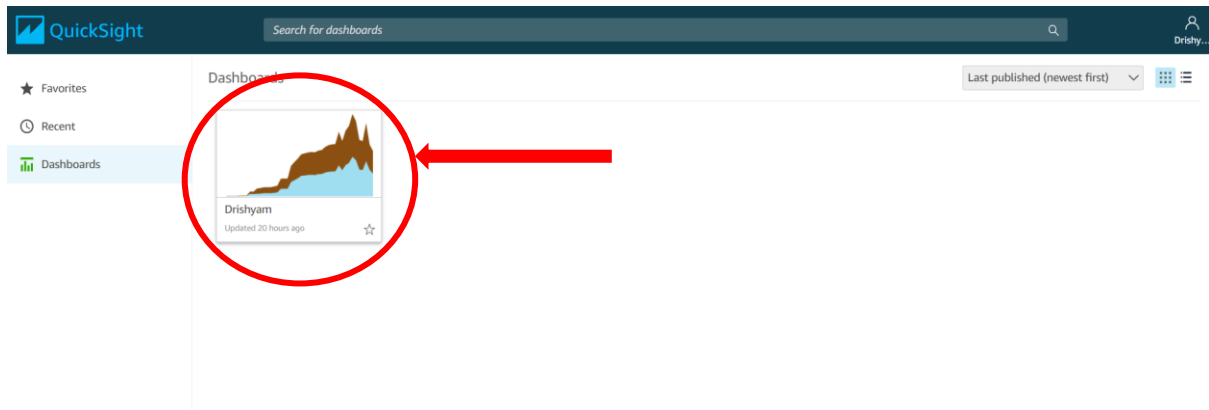 QuickSight
Search for dashboards
Drishy...
Favorites
Recent
Dashboards
Dashboards
Last published (newest first)
Drishyam
Updated 20 hours ago